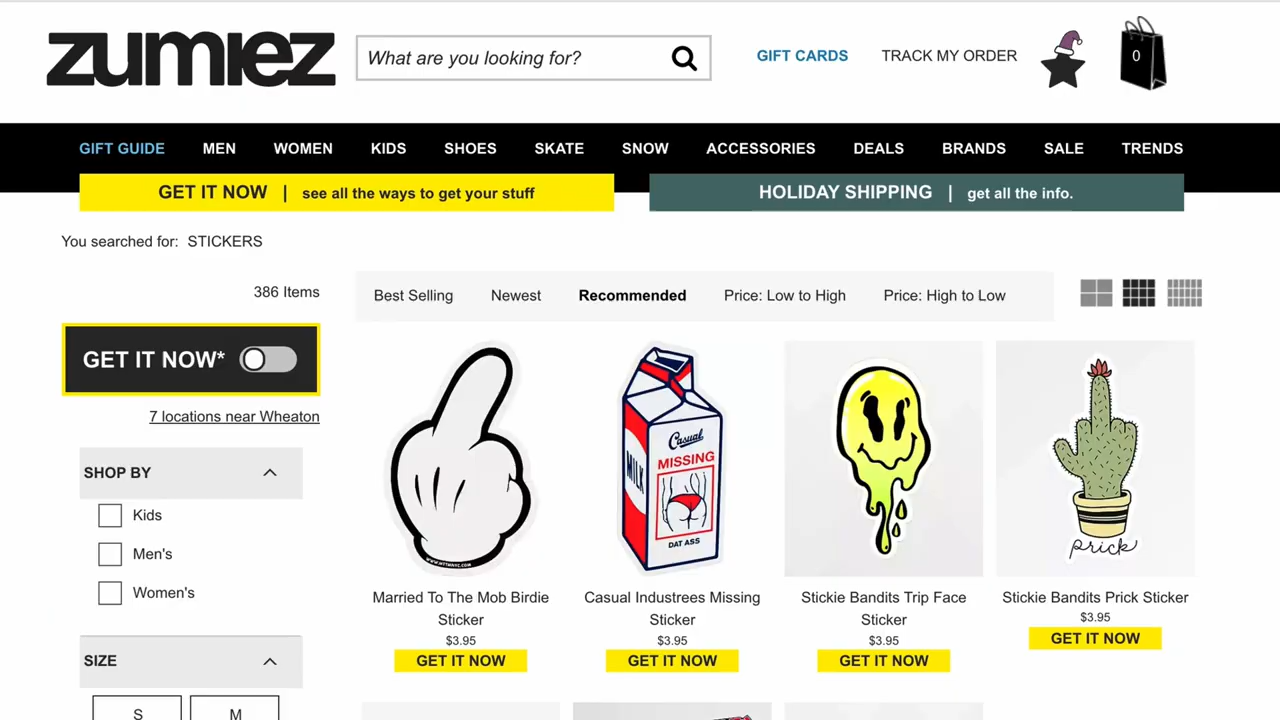 zumiez
What are you looking for?
GIFT CARDS
TRACK MY ORDER
0
GIFT GUIDE MEN WOMEN KIDS SHOES SKATE SNOW ACCESSORIES DEALS BRANDS SALE TRENDS
GET IT NOW | see all the ways to get your stuff
HOLIDAY SHIPPING | get all the info.
You searched for: STICKERS
386 Items
Best Selling Newest Recommended Price: Low to High Price: High to Low
GET IT NOW*
7 locations near Wheaton
SHOP BY
Kids
Men's
Women's
SIZE
S M
WWW.MTTMNYC.COM
Casual
MISSING
MILK
DAT ASS
prick
Married To The Mob Birdie
Sticker
$3.95
GET IT NOW
Casual Industrees Missing
Sticker
$3.95
GET IT NOW
Stickie Bandits Trip Face
Sticker
$3.95
GET IT NOW
Stickie Bandits Prick Sticker
$3.95
GET IT NOW